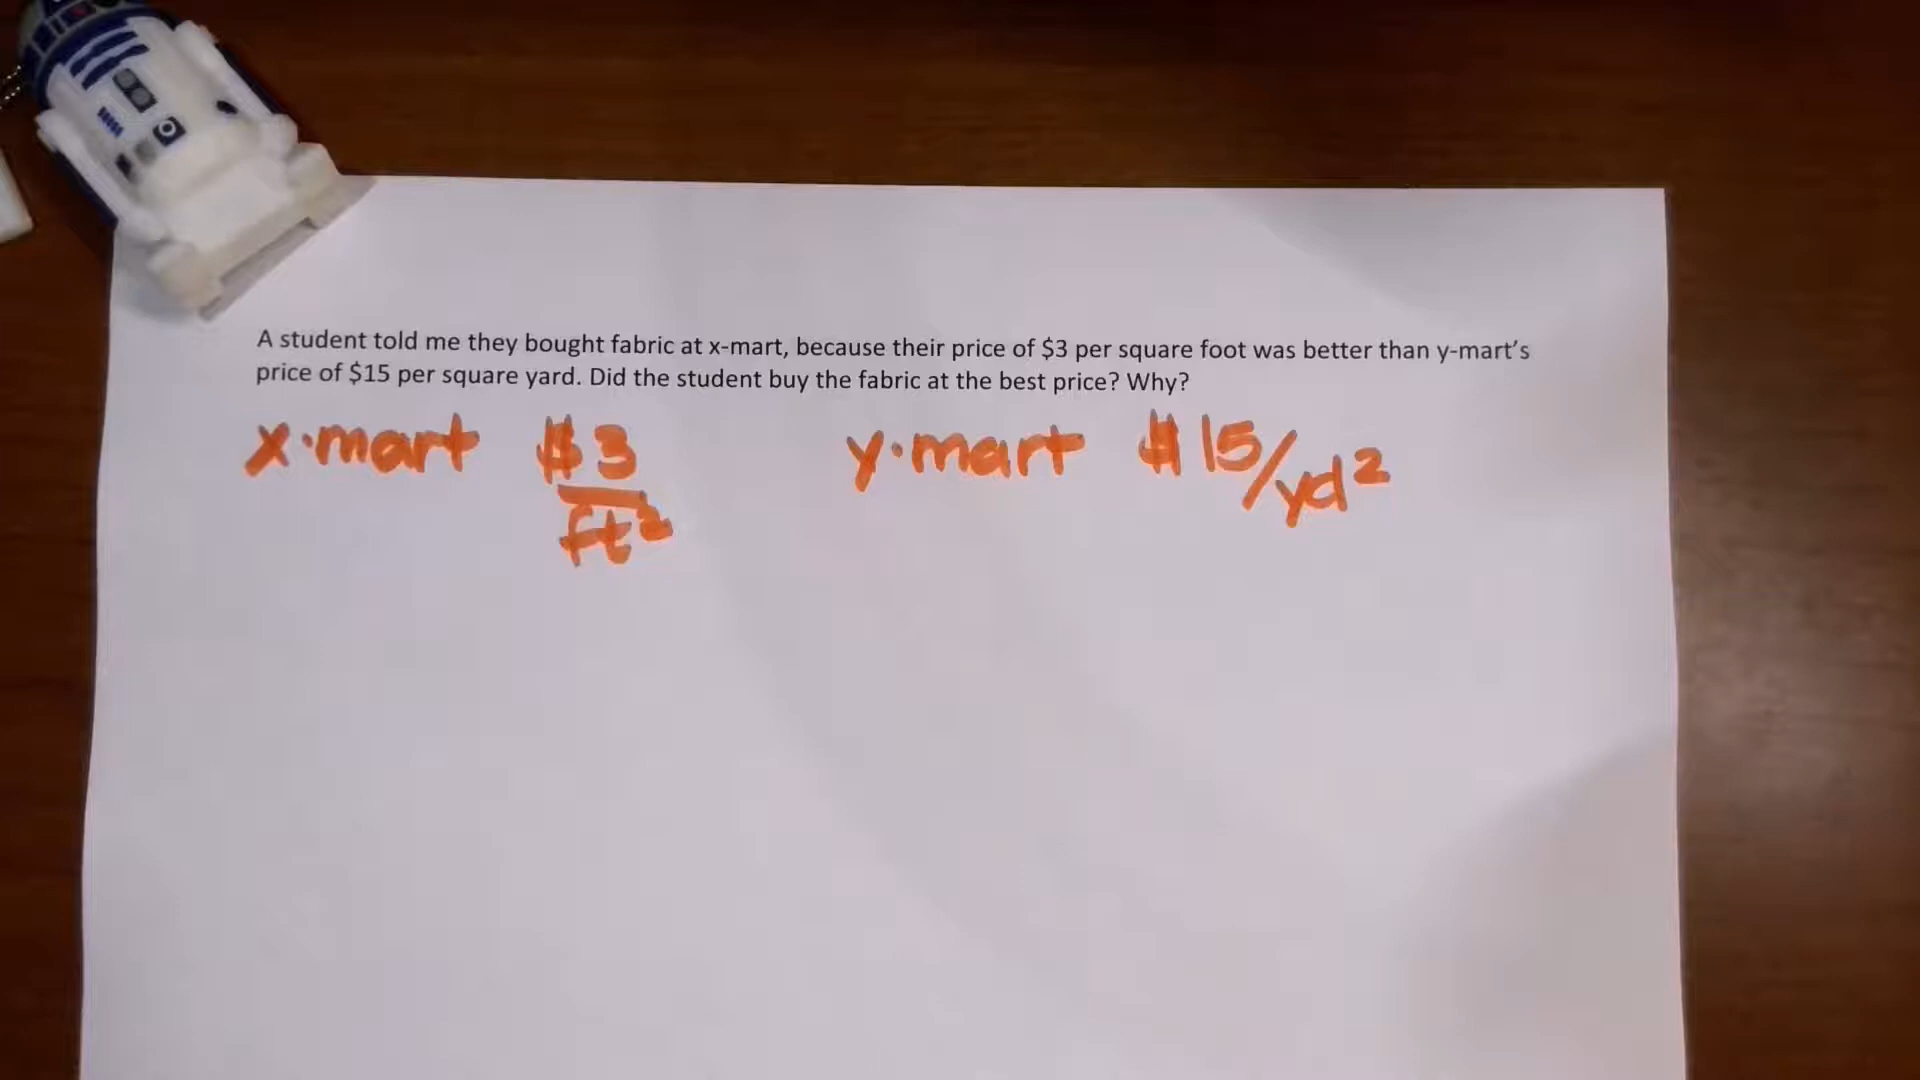 A student told me they bought fabric at x-mart, because their price of $3 per square foot was better than y-mart's
price of $15 per square yard. Did the student buy the fabric at the best price? Why?
x-mart $3
ft²
y-mart $15/yd²